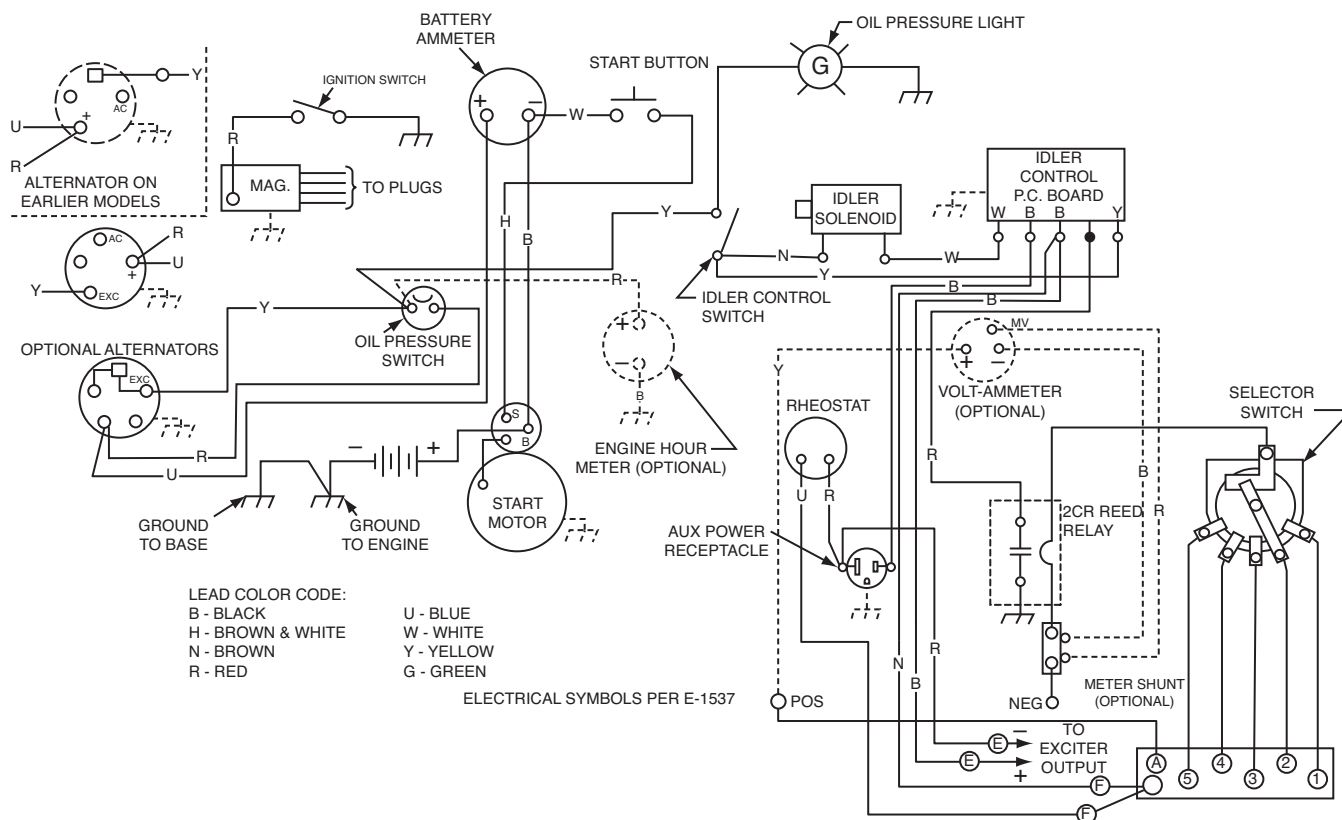 BATTERY
AMMETER
OIL PRESSURE LIGHT
G
START BUTTON
IGNITION SWITCH
Y
AC
+
U
R
ALTERNATOR ON
EARLIER MODELS
R
MAG.
TO PLUGS
+
−
W
H
B
Y
IDLER
SOLENOID
IDLER
CONTROL
P.C. BOARD
W
B
B
Y
N
W
Y
IDLER CONTROL
SWITCH
B
B
AC
R
U
+
Y
EXC
Y
OIL PRESSURE
SWITCH
R
+
−
B
ENGINE HOUR
METER (OPTIONAL)
OPTIONAL ALTERNATORS
EXC
R
U
S
B
START
MOTOR
−
+
GROUND
TO BASE
GROUND
TO ENGINE
Y
MV
+
−
VOLT-AMMETER
(OPTIONAL)
SELECTOR
SWITCH
RHEOSTAT
U
R
R
B
R
AUX POWER
RECEPTACLE
2CR REED
RELAY
LEAD COLOR CODE:
B - BLACK
H - BROWN & WHITE
N - BROWN
R - RED
U - BLUE
W - WHITE
Y - YELLOW
G - GREEN
ELECTRICAL SYMBOLS PER E-1537
POS
N
B
R
NEG
METER SHUNT
(OPTIONAL)
−
TO
EXCITER
OUTPUT
+
E
E
F
F
A
5
4
3
2
1